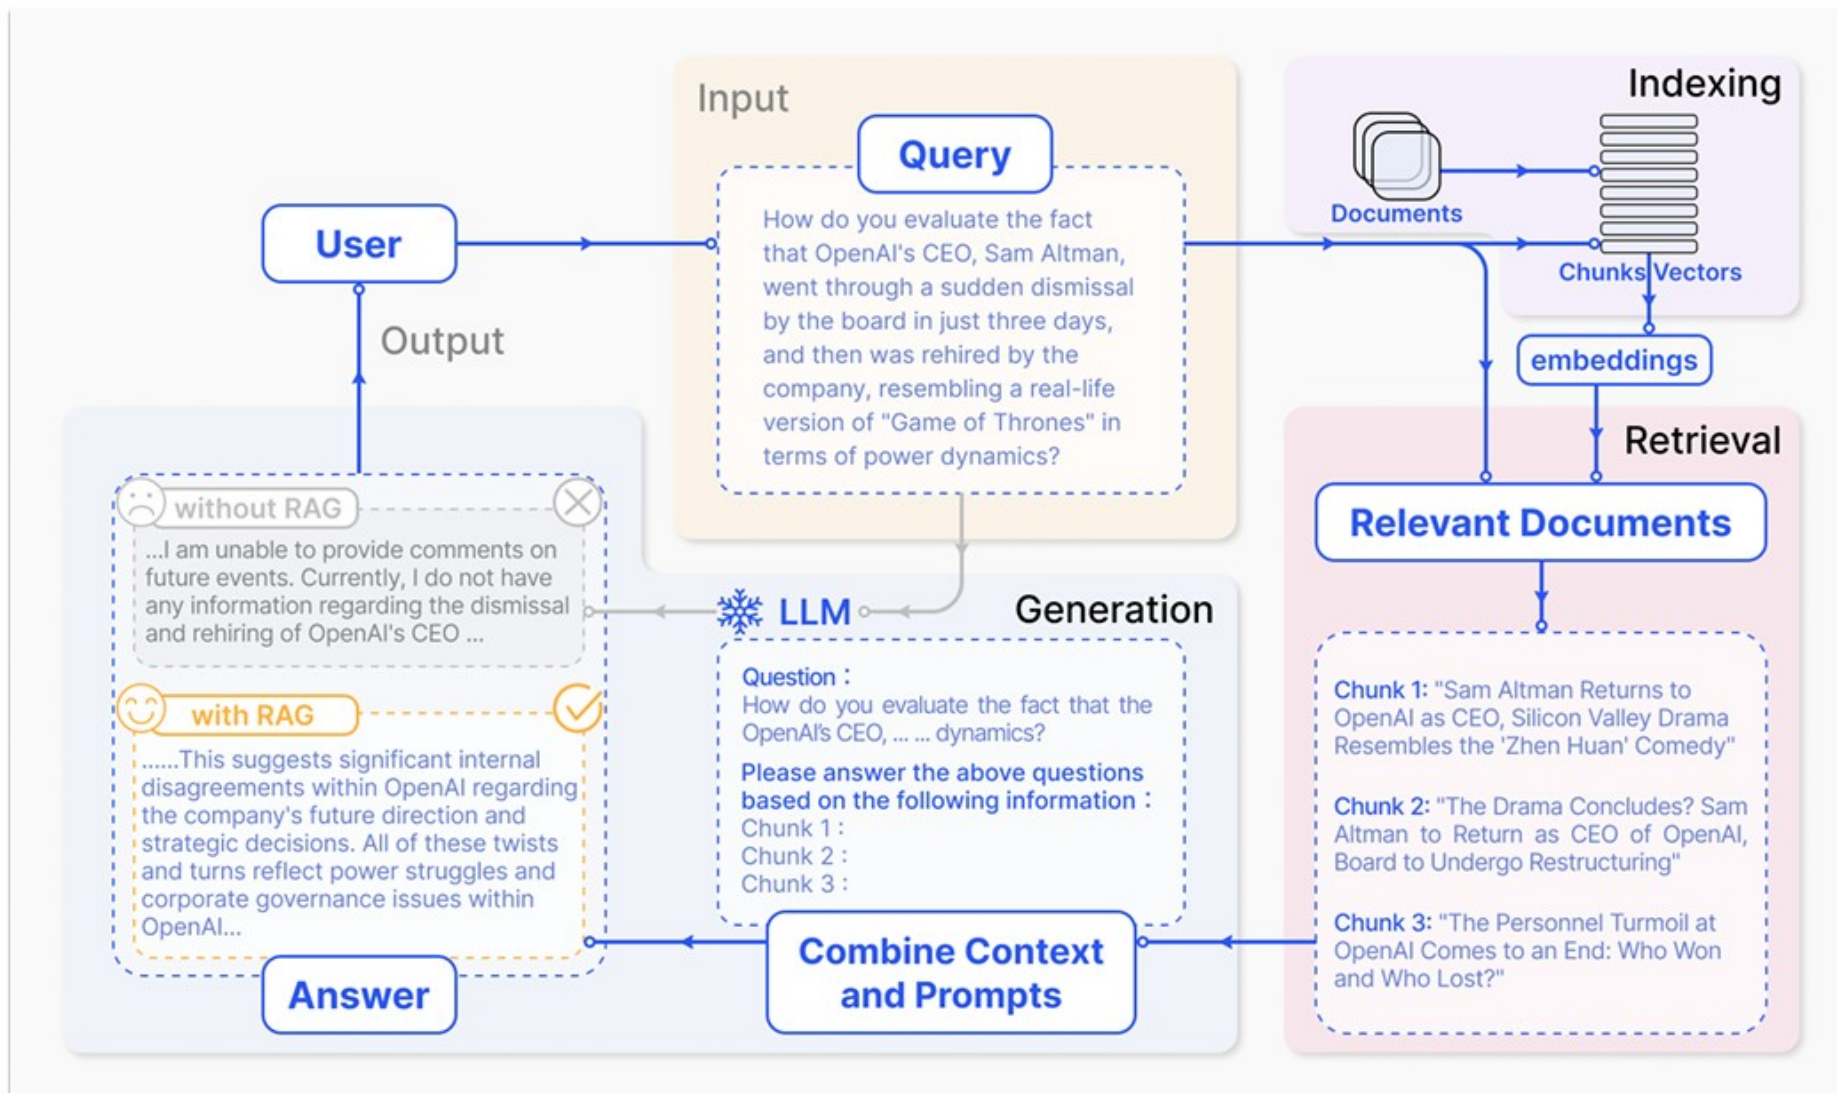 Input
Query
How do you evaluate the fact
that OpenAI's CEO, Sam Altman,
went through a sudden dismissal
by the board in just three days,
and then was rehired by the
company, resembling a real-life
version of "Game of Thrones" in
terms of power dynamics?
Indexing
Documents
Chunks Vectors
embeddings
User
Output
Retrieval
Relevant Documents
Chunk 1: "Sam Altman Returns to
OpenAI as CEO, Silicon Valley Drama
Resembles the 'Zhen Huan' Comedy"
Chunk 2: "The Drama Concludes? Sam
Altman to Return as CEO of OpenAI,
Board to Undergo Restructuring"
Chunk 3: "The Personnel Turmoil at
OpenAI Comes to an End: Who Won
and Who Lost?"
LLM
Generation
Question :
How do you evaluate the fact that the
OpenAI's CEO, ... ... dynamics?
Please answer the above questions
based on the following information :
Chunk 1 :
Chunk 2 :
Chunk 3 :
Combine Context
and Prompts
without RAG
...I am unable to provide comments on
future events. Currently, I do not have
any information regarding the dismissal
and rehiring of OpenAI's CEO ...
with RAG
......This suggests significant internal
disagreements within OpenAI regarding
the company's future direction and
strategic decisions. All of these twists
and turns reflect power struggles and
corporate governance issues within
OpenAI...
Answer